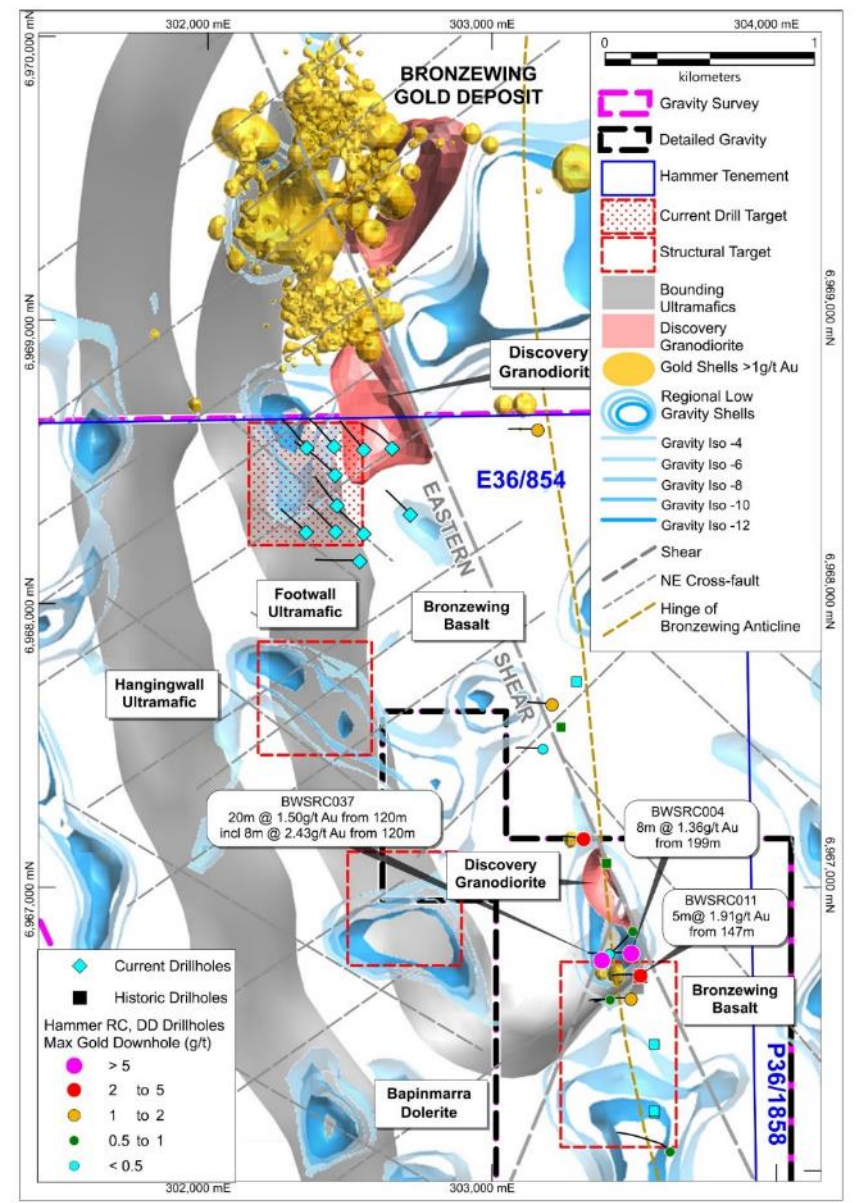 302,000 mE
303,000 mE
304,000 mE
6,970,000 mN
6,969,000 mN
6,968,000 mN
6,967,000 mN
BRONZEWING
GOLD DEPOSIT
0
1
kilometers
Gravity Survey
Detailed Gravity
Hammer Tenement
Current Drill Target
Structural Target
Bounding
Ultramafics
Discovery
Granodiorite
Gold Shells >1g/t Au
Regional Low
Gravity Shells
Gravity Iso -4
Gravity Iso -6
Gravity Iso -8
Gravity Iso -10
Gravity Iso -12
Shear
NE Cross-fault
Hinge of
Bronzewing Anticline
6,969,000 mN
6,968,000 mN
6,967,000 mN
Discovery
Granodiorit
E36/854
EASTERN
SHEAR
Footwall
Ultramafic
Bronzewing
Basalt
Hangingwall
Ultramafic
BWSRC037
20m @ 1.50g/t Au from 120m
incl 8m @ 2.43g/t Au from 120m
BWSRC004
8m @ 1.36g/t Au
from 199m
Discovery
Granodiorite
BWSRC011
5m@ 1.91g/t Au
from 147m
Bronzewing
Basalt
P36/1858
Bapinmarra
Dolerite
Current Drillholes
Historic Drillholes
Hammer RC, DD Drillholes
Max Gold Downhole (g/t)
> 5
2 to 5
1 to 2
0.5 to 1
< 0.5
302,000 mE
303,000 mE